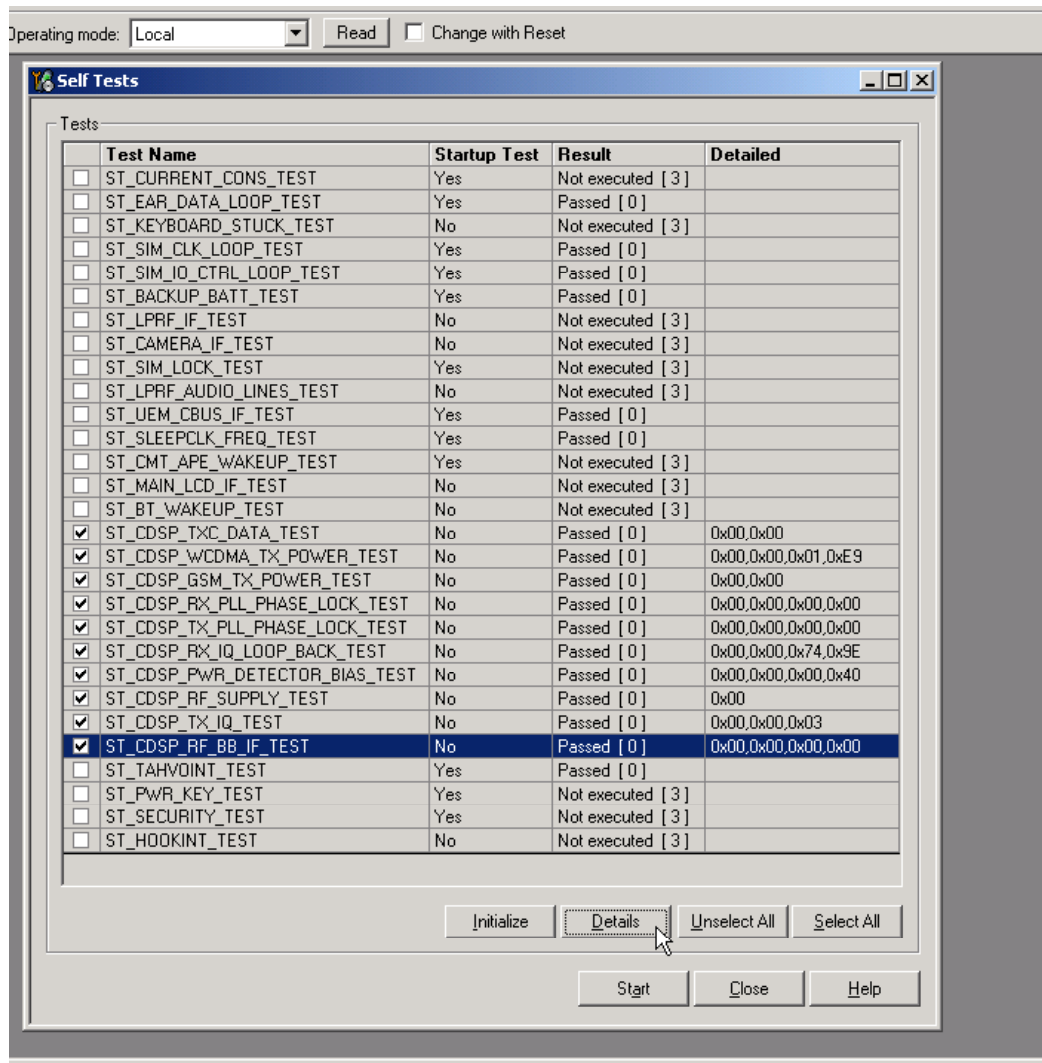 Operating mode: Local Read Change with Reset
Self Tests
Tests
Test Name Startup Test Result Detailed
ST_CURRENT_CONS_TEST Yes Not executed [ 3 ]
ST_EAR_DATA_LOOP_TEST Yes Passed [ 0 ]
ST_KEYBOARD_STUCK_TEST No Not executed [ 3 ]
ST_SIM_CLK_LOOP_TEST Yes Passed [ 0 ]
ST_SIM_IO_CTRL_LOOP_TEST Yes Passed [ 0 ]
ST_BACKUP_BATT_TEST Yes Passed [ 0 ]
ST_LPRF_IF_TEST No Not executed [ 3 ]
ST_CAMERA_IF_TEST No Not executed [ 3 ]
ST_SIM_LOCK_TEST Yes Not executed [ 3 ]
ST_LPRF_AUDIO_LINES_TEST No Not executed [ 3 ]
ST_UEM_CBUS_IF_TEST Yes Passed [ 0 ]
ST_SLEEPCLK_FREQ_TEST Yes Passed [ 0 ]
ST_CMT_APE_WAKEUP_TEST Yes Not executed [ 3 ]
ST_MAIN_LCD_IF_TEST No Not executed [ 3 ]
ST_BT_WAKEUP_TEST No Not executed [ 3 ]
ST_CDSP_TXC_DATA_TEST No Passed [ 0 ] 0x00,0x00
ST_CDSP_WCDMA_TX_POWER_TEST No Passed [ 0 ] 0x00,0x00,0x01,0xE9
ST_CDSP_GSM_TX_POWER_TEST No Passed [ 0 ] 0x00,0x00
ST_CDSP_RX_PLL_PHASE_LOCK_TEST No Passed [ 0 ] 0x00,0x00,0x00,0x00
ST_CDSP_TX_PLL_PHASE_LOCK_TEST No Passed [ 0 ] 0x00,0x00,0x00,0x00
ST_CDSP_RX_IQ_LOOP_BACK_TEST No Passed [ 0 ] 0x00,0x00,0x74,0x9E
ST_CDSP_PWR_DETECTOR_BIAS_TEST No Passed [ 0 ] 0x00,0x00,0x00,0x40
ST_CDSP_RF_SUPPLY_TEST No Passed [ 0 ] 0x00
ST_CDSP_TX_IQ_TEST No Passed [ 0 ] 0x00,0x00,0x03
ST_CDSP_RF_BB_IF_TEST No Passed [ 0 ] 0x00,0x00,0x00,0x00
ST_TAHVOINT_TEST Yes Passed [ 0 ]
ST_PWR_KEY_TEST Yes Not executed [ 3 ]
ST_SECURITY_TEST Yes Not executed [ 3 ]
ST_HOOKINT_TEST No Not executed [ 3 ]
Initialize Details Unselect All Select All
Start Close Help